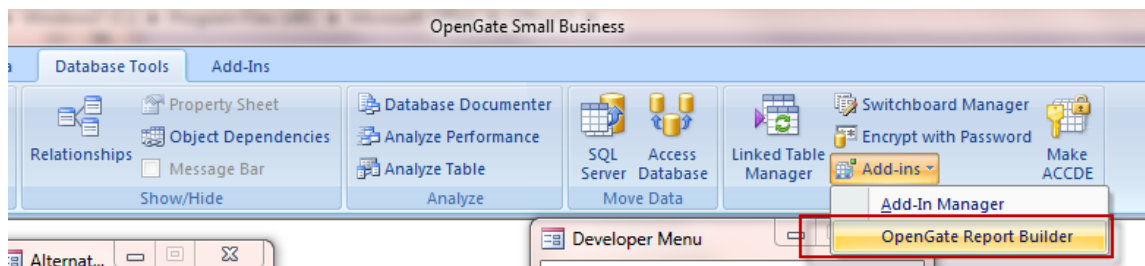 OpenGate Small Business
Database Tools Add-Ins
Property Sheet
Object Dependencies
Message Bar
Relationships
Show/Hide
Database Documenter
Analyze Performance
Analyze Table
Analyze
SQL Server
Access Database
Move Data
Linked Table Manager
Switchboard Manager
Encrypt with Password
Add-ins
Make ACCDE
Add-In Manager
OpenGate Report Builder
Alternat...
Developer Menu